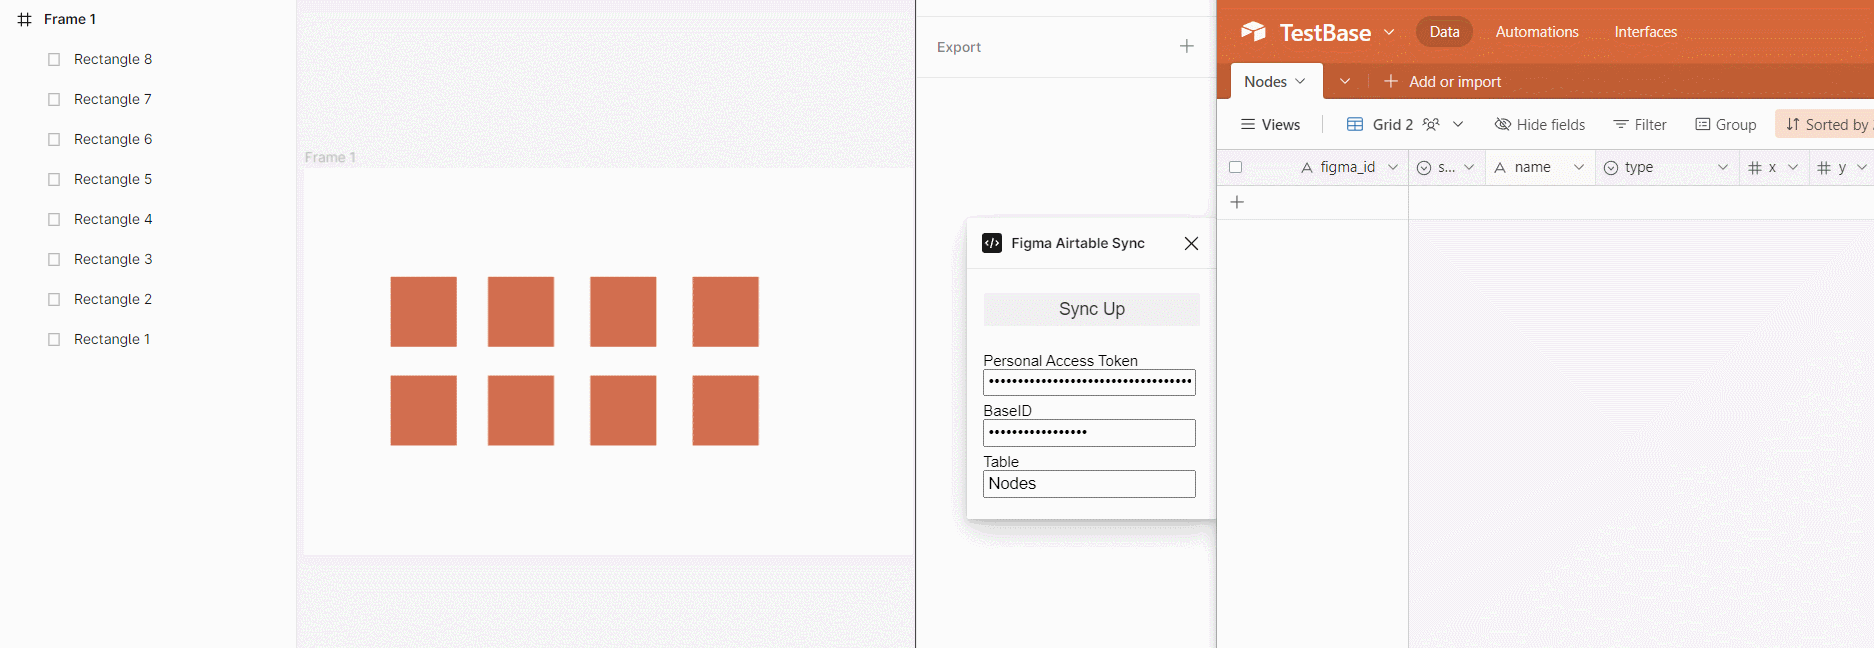 Frame 1
Rectangle 8
Rectangle 7
Rectangle 6
Rectangle 5
Rectangle 4
Rectangle 3
Rectangle 2
Rectangle 1
Frame 1
Export
Figma Airtable Sync
Sync Up
Personal Access Token
••••••••••••••••••••••••••••••••••
BaseID
•••••••••••••••••
Table
Nodes
TestBase
Data
Automations
Interfaces
Nodes
Add or import
Views
Grid 2
Hide fields
Filter
Group
Sorted by
figma_id
s...
name
type
x
y